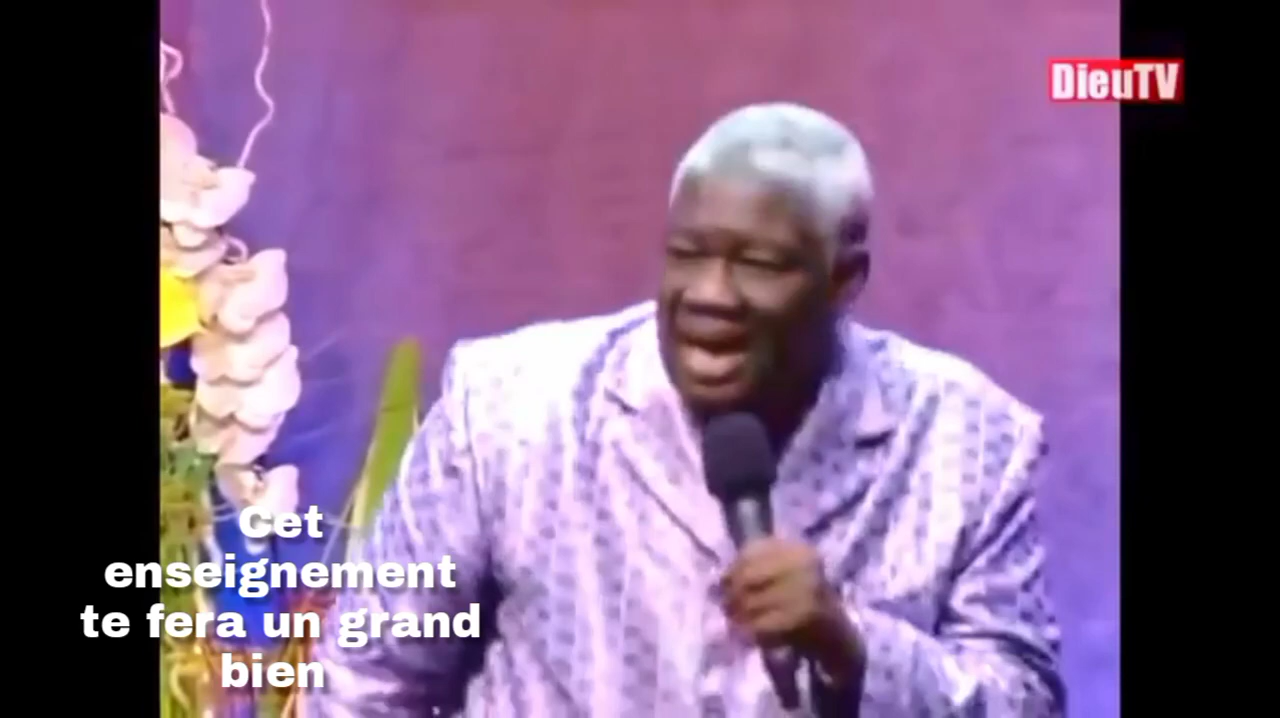 DieuTV
Cet
enseignement
te fera un grand
bien